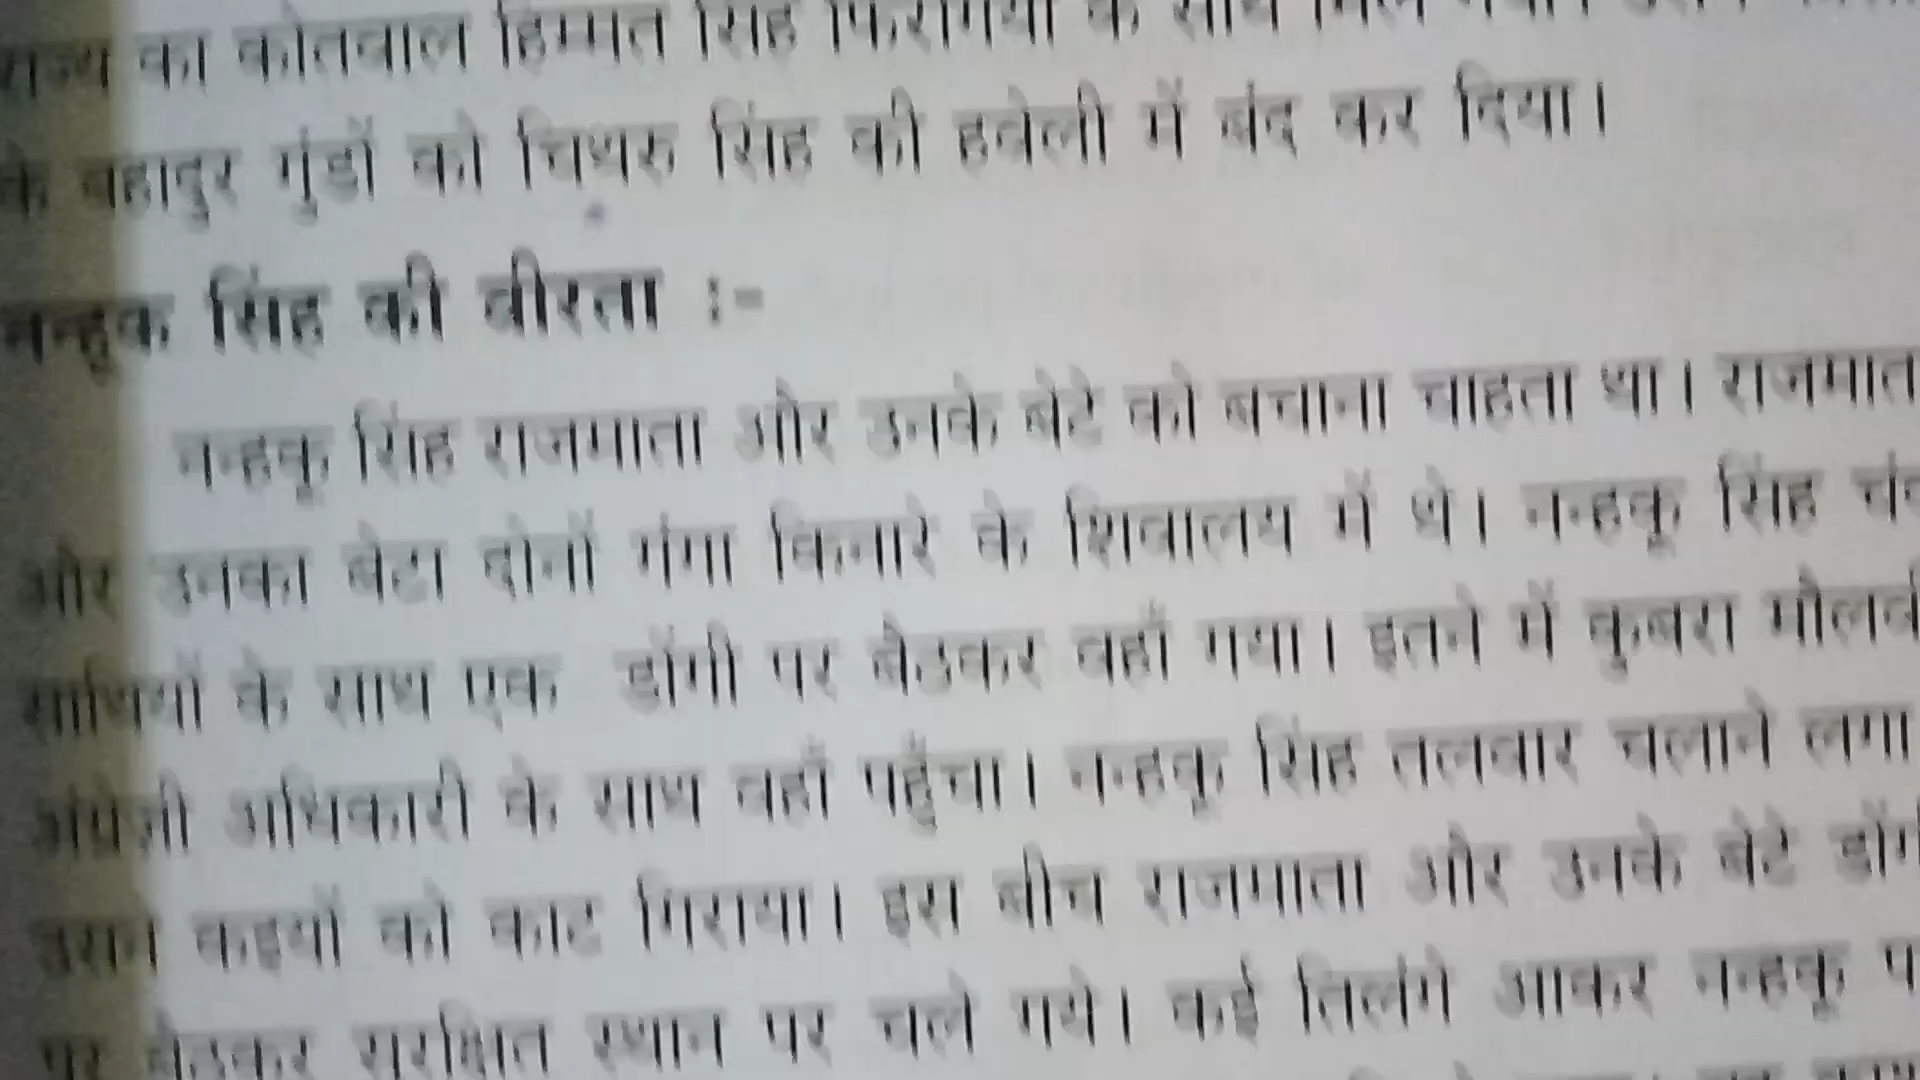 राज्य का कोतवाल हिम्मत सिंह फिरंगियों के साथ मिल गया।
के बहादुर गुंडों को चिथरु सिंह की हवेली में बंद कर दिया।
नन्हुक सिंह की वीरता :-
नन्हकू सिंह राजमाता और उनके बेटे को बचाना चाहता था। राजमात
और उनका बेटा दोनों गंगा किनारे के शिवालय में थे। नन्हकू सिंह
साथियों के साथ एक डोंगी पर बैठकर वहाँ गया। इतने में कुबरा मौलवी
अंग्रेजी अधिकारी के साथ वहाँ पहुँचा। नन्हकू सिंह तलवार चलाने लगा
उसने कइयों को काट गिराया। इस बीच राजमाता और उनके बेटे डोंगी
पर बैठकर सुरक्षित स्थान पर चले गये। कई तिलंगे आकर नन्हकू प